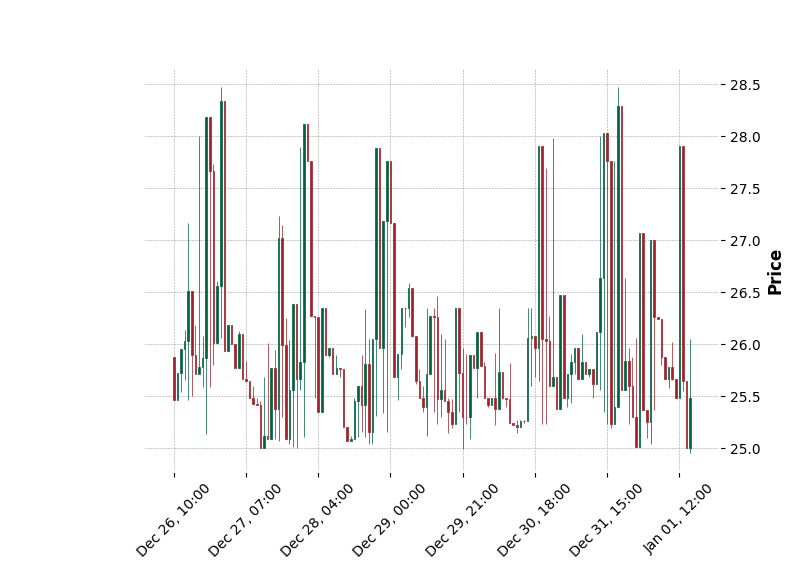 28.5
28.0
27.5
27.0
26.5
26.0
25.5
25.0
Price
Dec 26, 10:00
Dec 27, 07:00
Dec 28, 04:00
Dec 29, 00:00
Dec 29, 21:00
Dec 30, 18:00
Dec 31, 15:00
Jan 01, 12:00